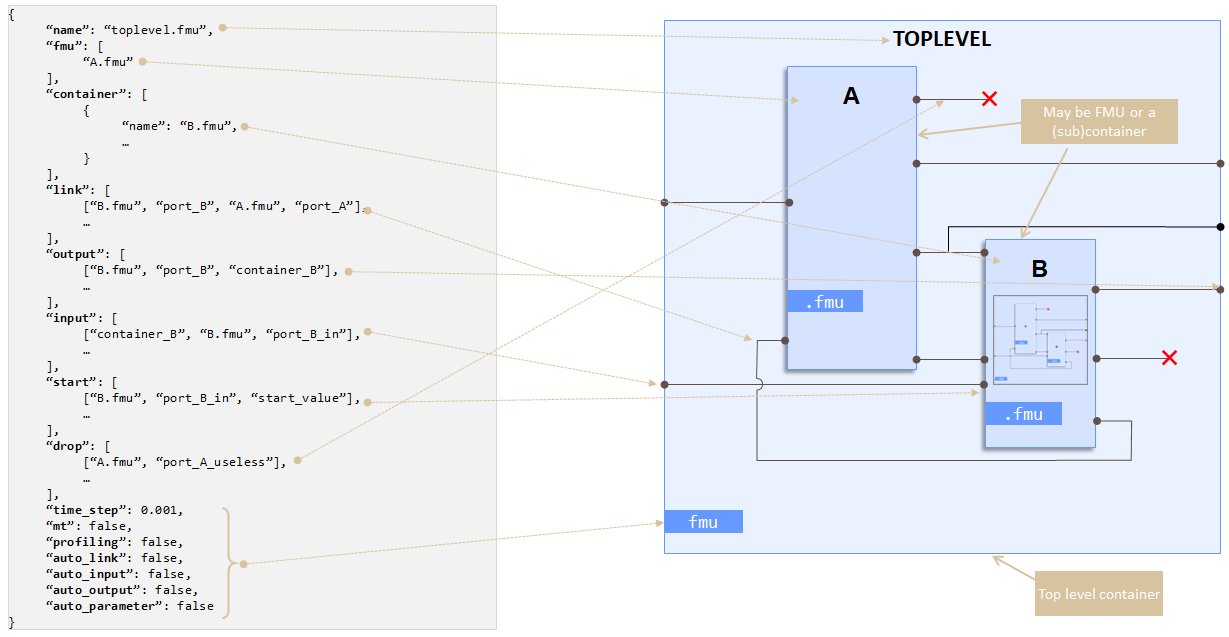 {
“name”: “toplevel.fmu”,
“fmu”: [
“A.fmu”
],
“container”: [
{
“name”: “B.fmu”,
…
}
],
“link”: [
[“B.fmu”, “port_B”, “A.fmu”, “port_A”],
…
],
“output”: [
[“B.fmu”, “port_B”, “container_B”],
…
],
“input”: [
[“container_B”, “B.fmu”, “port_B_in”],
…
],
“start”: [
[“B.fmu”, “port_B_in”, “start_value”],
…
],
“drop”: [
[“A.fmu”, “port_A_useless”],
…
],
“time_step”: 0.001,
“mt”: false,
“profiling”: false,
“auto_link”: false,
“auto_input”: false,
“auto_output”: false,
“auto_parameter”: false
}
TOPLEVEL
A
May be FMU or a
(sub)container
B
.fmu
.fmu
fmu
Top level container